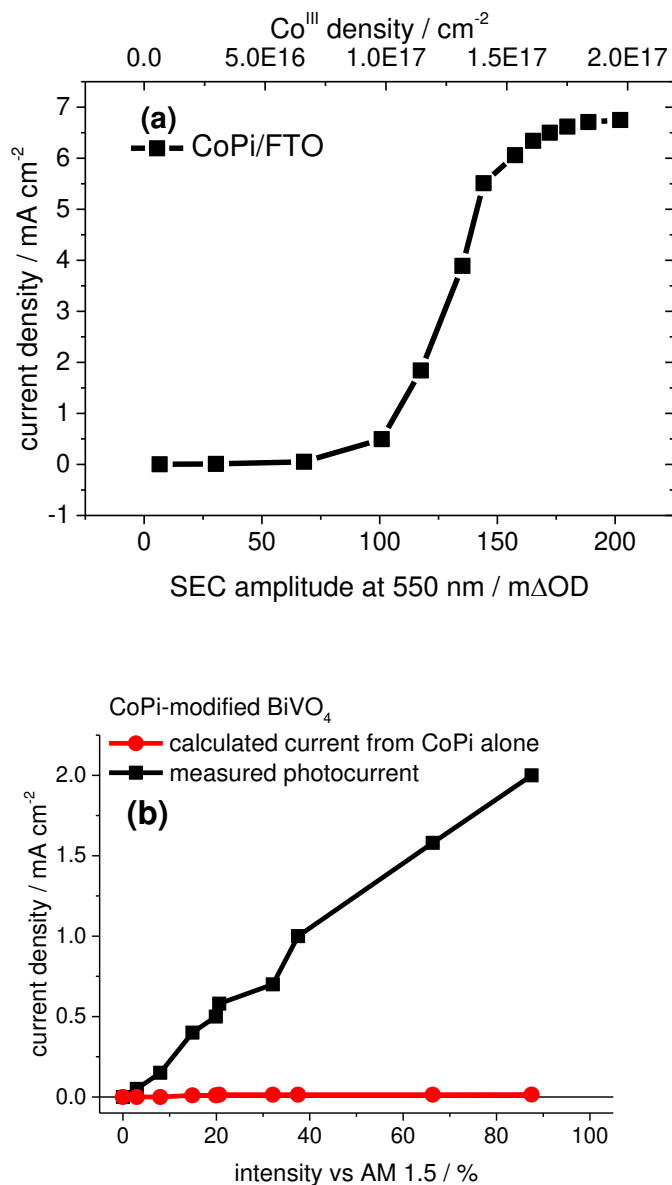 Co^III density / cm^-2
0.0 5.0E16 1.0E17 1.5E17 2.0E17
7
6
5
4
3
2
1
0
-1
current density / mA cm^-2
(a)
CoPi/FTO
0 50 100 150 200
SEC amplitude at 550 nm / mΔOD
CoPi-modified BiVO_4
calculated current from CoPi alone
measured photocurrent
(b)
2.0
1.5
1.0
0.5
0.0
current density / mA cm^-2
0 20 40 60 80 100
intensity vs AM 1.5 / %